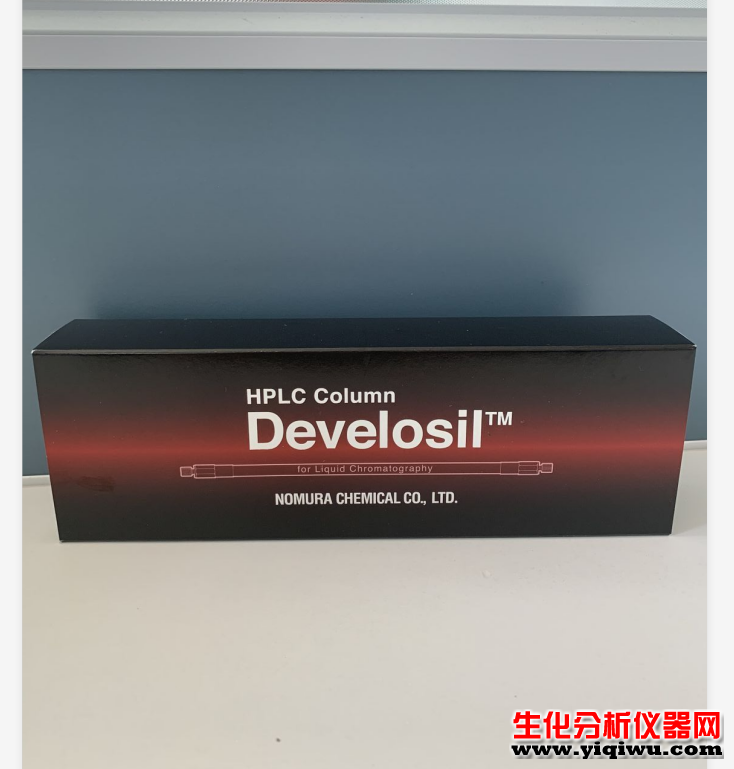 HPLC Column
Develosil™
for Liquid Chromatography
NOMURA CHEMICAL CO., LTD.
生化分析仪器网
www.yiqiwu.com